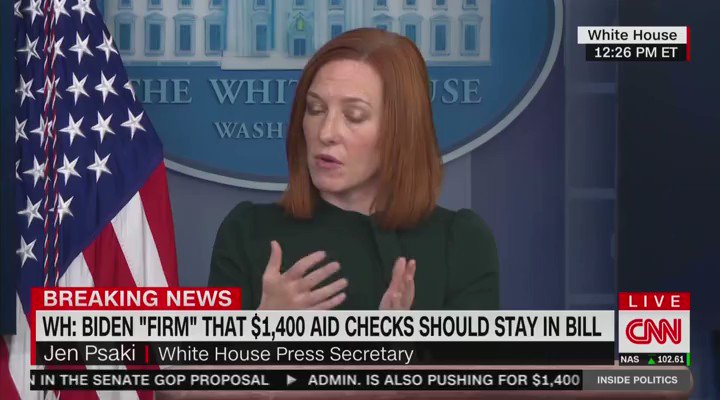 White House
12:26 PM ET
THE WHIT
USE
WASH
BREAKING NEWS
WH: BIDEN "FIRM" THAT $1,400 AID CHECKS SHOULD STAY IN BILL
Jen Psaki | White House Press Secretary
LIVE
CNN
NAS ▲ 102.61
N IN THE SENATE GOP PROPOSAL ▶ ADMIN. IS ALSO PUSHING FOR $1,400
INSIDE POLITICS